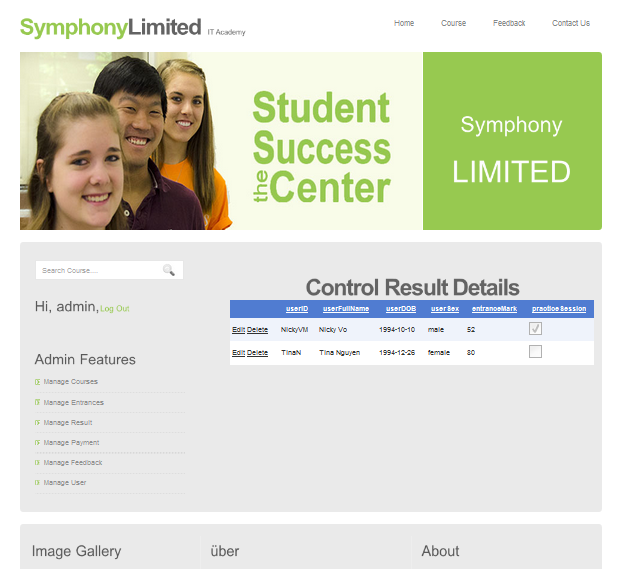 SymphonyLimited IT Academy
Home Course Feedback Contact Us
Student
Success
the Center
Symphony
LIMITED
Search Course....
Hi, admin,Log Out
Admin Features
Manage Courses
Manage Entrances
Manage Result
Manage Payment
Manage Feedback
Manage User
Control Result Details
userID userFullName userDOB userSex entranceMark practiceSession
Edit Delete NickyVM Nicky Vo 1994-10-10 male 52
Edit Delete TinaN Tina Nguyen 1994-12-26 female 80
Image Gallery über About